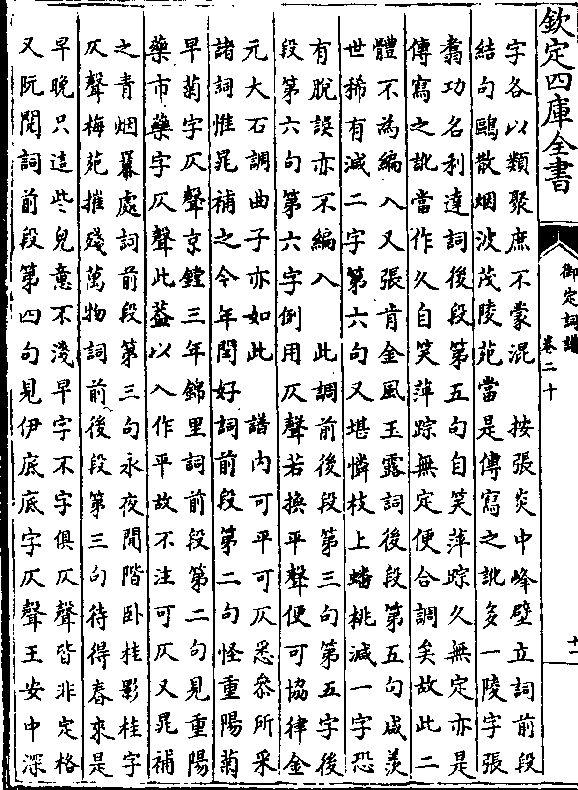 欽定四庫全書
御定詞譜
卷二十
十一
字各以類聚庶不蒙混 按張炎中峰壁立詞前段
結句鷗散烟波茂陵苑當是傳寫之訛多一陵字張
翥功名利達詞後段第五句自笑萍踪久無定亦是
傳寫之訛當作久自笑萍踪無定便合調矣故此二
體不為編入又張肯金風玉露詞後段第五句咸羡
世稀有減二字第六句又堪憐枝上蟠桃減一字恐
有脫誤亦不編入 此調前後段第三句第五字後
段第六句第六字例用仄聲若換平聲便可協律金
元大石調曲子亦如此 譜内可平可仄悉叅所采
諸詞惟晁補之今年閏好詞前段第二句怪重陽菊
早菊字仄聲京鏜三年錦里詞前段第二句見重陽
藥市藥字仄聲此蓋以入作平故不注可仄又晁補
之青烟羃處詞前段第三句永夜閒階卧桂影桂字
仄聲梅苑摧殘萬物詞前後段第三句待得春來是
早晚只這些兒意不淺早字不字俱仄聲皆非定格
又阮閱詞前段第四句見伊底底字仄聲王安中深